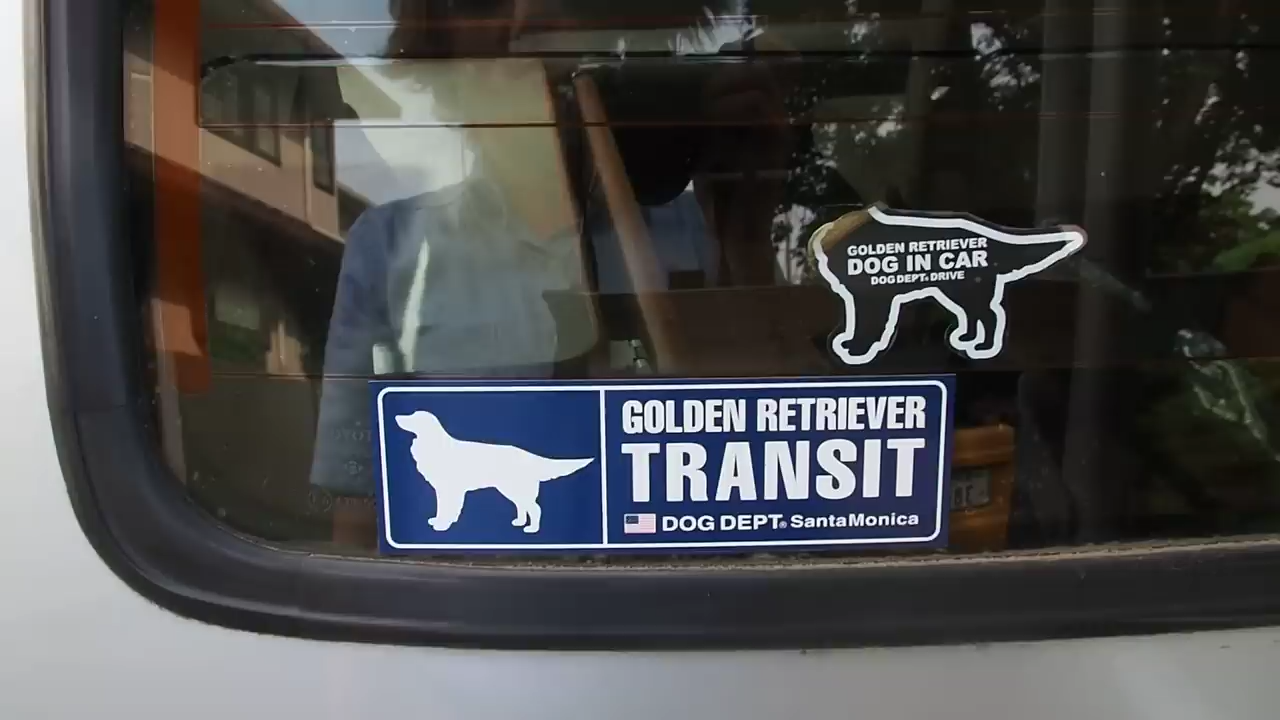 GOLDEN RETRIEVER
DOG IN CAR
DOG DEPT. DRIVE
GOLDEN RETRIEVER
TRANSIT
DOG DEPT® SantaMonica